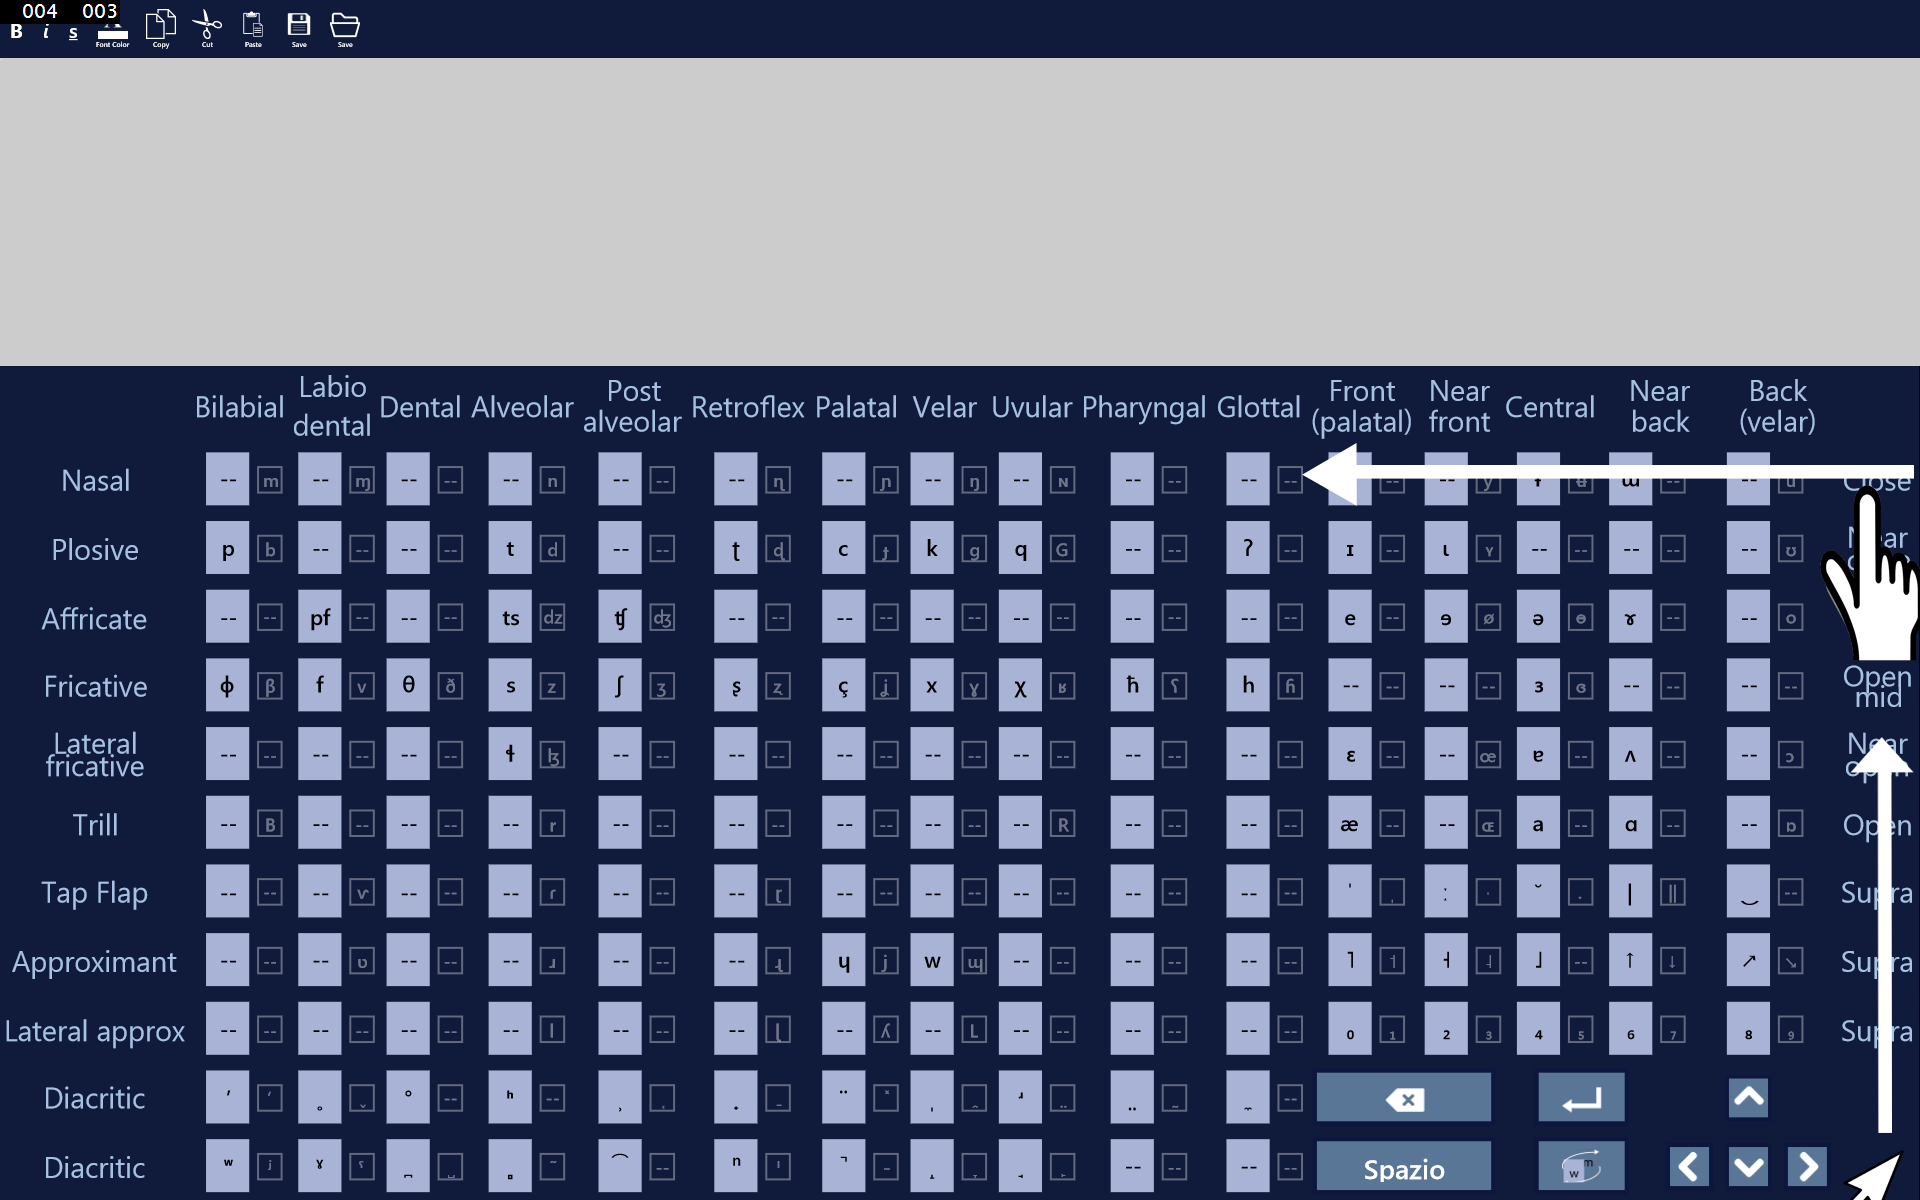 004 003
B i s Font Color Copy Cut Paste Save Save
Bilabial Labio dental Dental Alveolar Post alveolar Retroflex Palatal Velar Uvular Pharyngal Glottal Front (palatal) Near front Central Near back Back (velar)
Nasal -- m -- ɱ -- -- -- n -- -- -- ɳ -- ɲ -- ŋ -- ɴ -- -- -- -- -- -- y ɯ -- -- u Close
Plosive p b -- -- -- -- t d -- -- ʈ ɖ c ɟ k g q G -- -- ʔ -- ɪ -- ɩ ʏ -- -- -- -- -- ʊ
Affricate -- -- pf -- -- -- ts dz ʧ ʤ -- -- -- -- -- -- -- -- -- -- -- -- e -- ɘ ø ə ɵ ɤ -- -- o
Fricative ɸ β f v θ ð s z ʃ ʒ ʂ ʐ ç ʝ x ɣ χ ʁ ħ ʕ h ɦ -- -- -- -- ɜ ɞ -- -- -- -- Open mid
Lateral fricative -- -- -- -- -- -- ɬ ɮ -- -- -- -- -- -- -- -- -- -- -- -- -- -- ɛ -- -- œ ɐ -- ʌ -- -- ɔ Near open
Trill -- B -- -- -- -- -- r -- -- -- -- -- -- -- -- -- R -- -- -- -- æ -- -- ɶ a -- ɑ -- -- ɒ Open
Tap Flap -- -- -- ⱱ -- -- -- ɾ -- -- -- ɽ -- -- -- -- -- -- -- -- -- -- ˈ ˌ ː ˑ ˘ . | ‖ ‿ -- Supra
Approximant -- -- -- ʋ -- -- -- ɹ -- -- -- ɻ ɥ j w ɰ -- -- -- -- -- -- ˥ ˦ ˧ ˨ ˩ -- ↑ ↓ ↗ ↘ Supra
Lateral approx -- -- -- -- -- -- -- l -- -- -- ɭ -- ʎ -- L -- -- -- -- -- -- ₀ ₁ ₂ ₃ ₄ ₅ ₆ ₇ ₈ ₉ Supra
Diacritic
Diacritic ʷ ʲ ˠ ˤ ⁿ ˡ -- -- -- -- Spazio w m